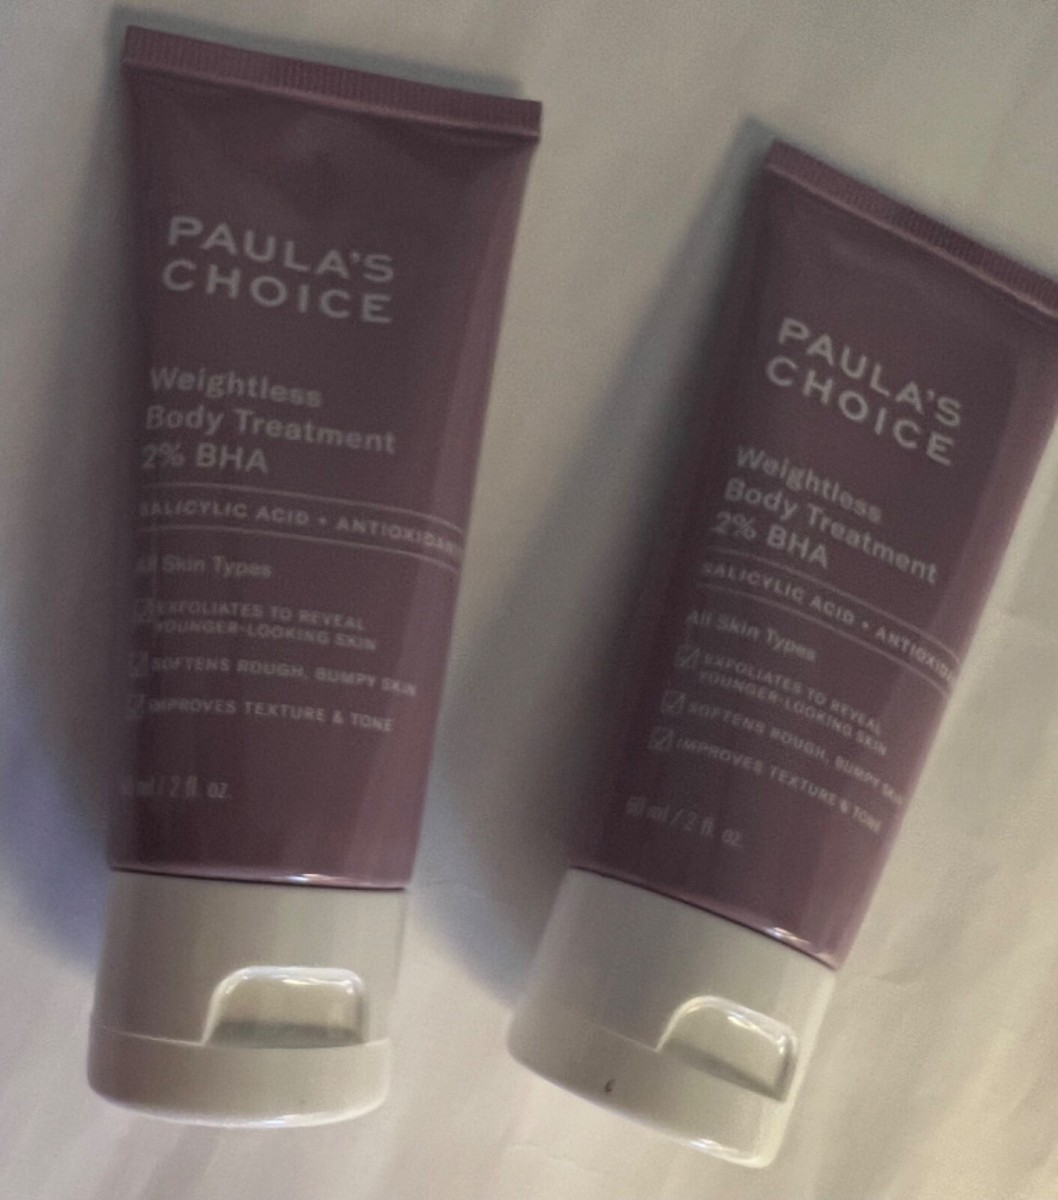 PAULA'S
CHOICE
Weightless
Body Treatment
2% BHA
SALICYLIC ACID + ANTIOXIDANT
All Skin Types
EXFOLIATES TO REVEAL
YOUNGER-LOOKING SKIN
SOFTENS ROUGH, BUMPY SKIN
IMPROVES TEXTURE & TONE
ml / 2 fl. oz.
PAULA'S
CHOICE
Weightless
Body Treatment
2% BHA
SALICYLIC ACID + ANTIOXIDA
All Skin Types
EXFOLIATES TO REVEAL
YOUNGER-LOOKING SKIN
SOFTENS ROUGH, BUMPY SKIN
IMPROVES TEXTURE & TONE
60 ml / 2 fl. oz.